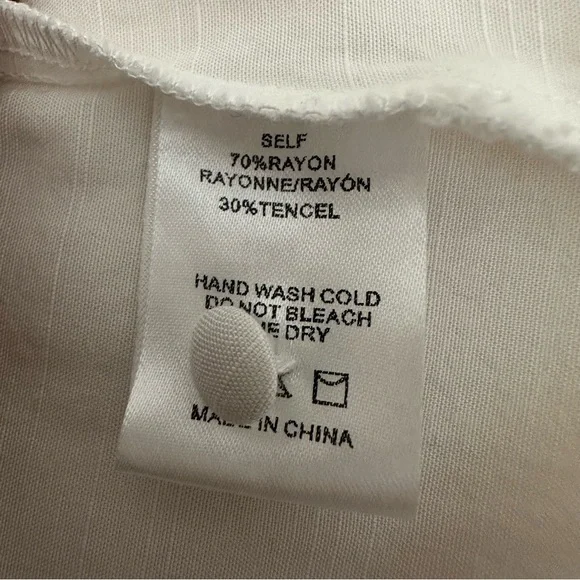 SELF
70%RAYON
RAYONNE/RAYÓN
30%TENCEL
HAND WASH COLD
DO NOT BLEACH
DRY
MADE IN CHINA